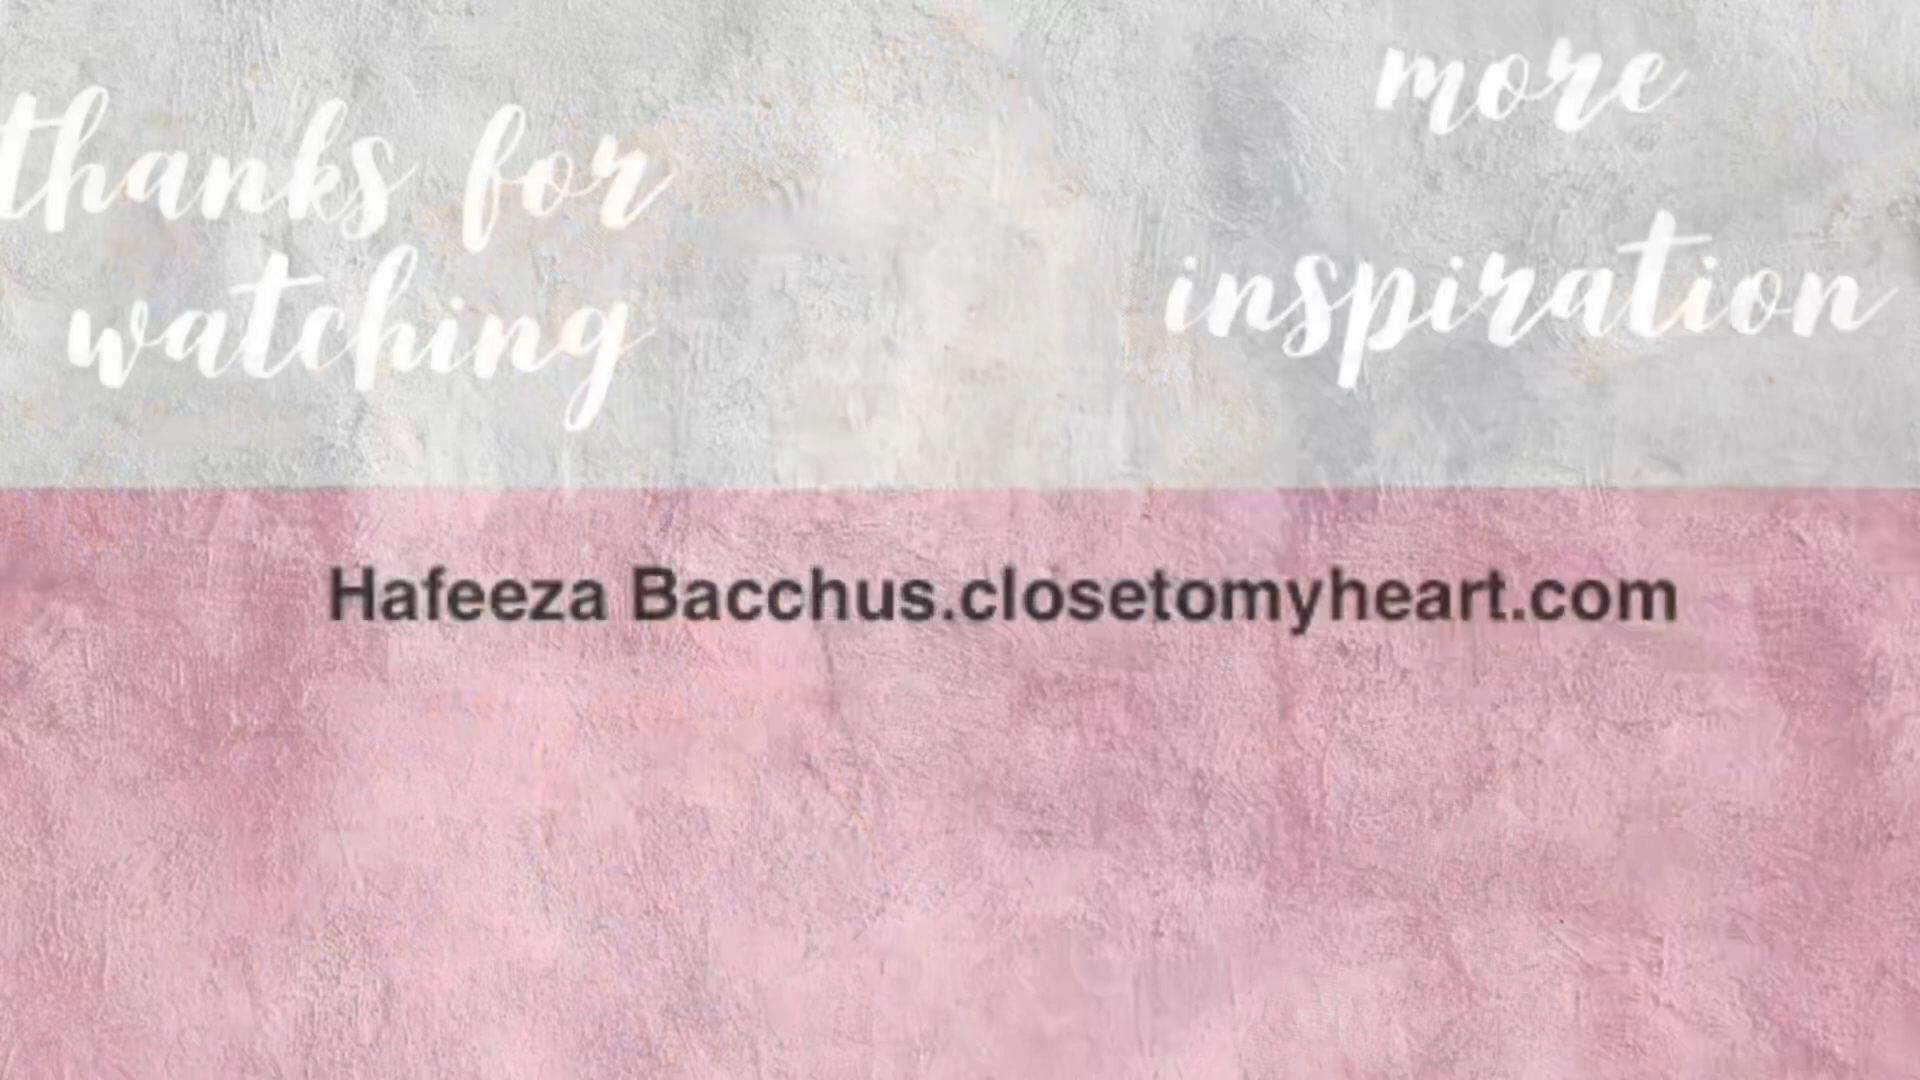 thanks for
watching
more
inspiration
Hafeeza Bacchus.closetomyheart.com